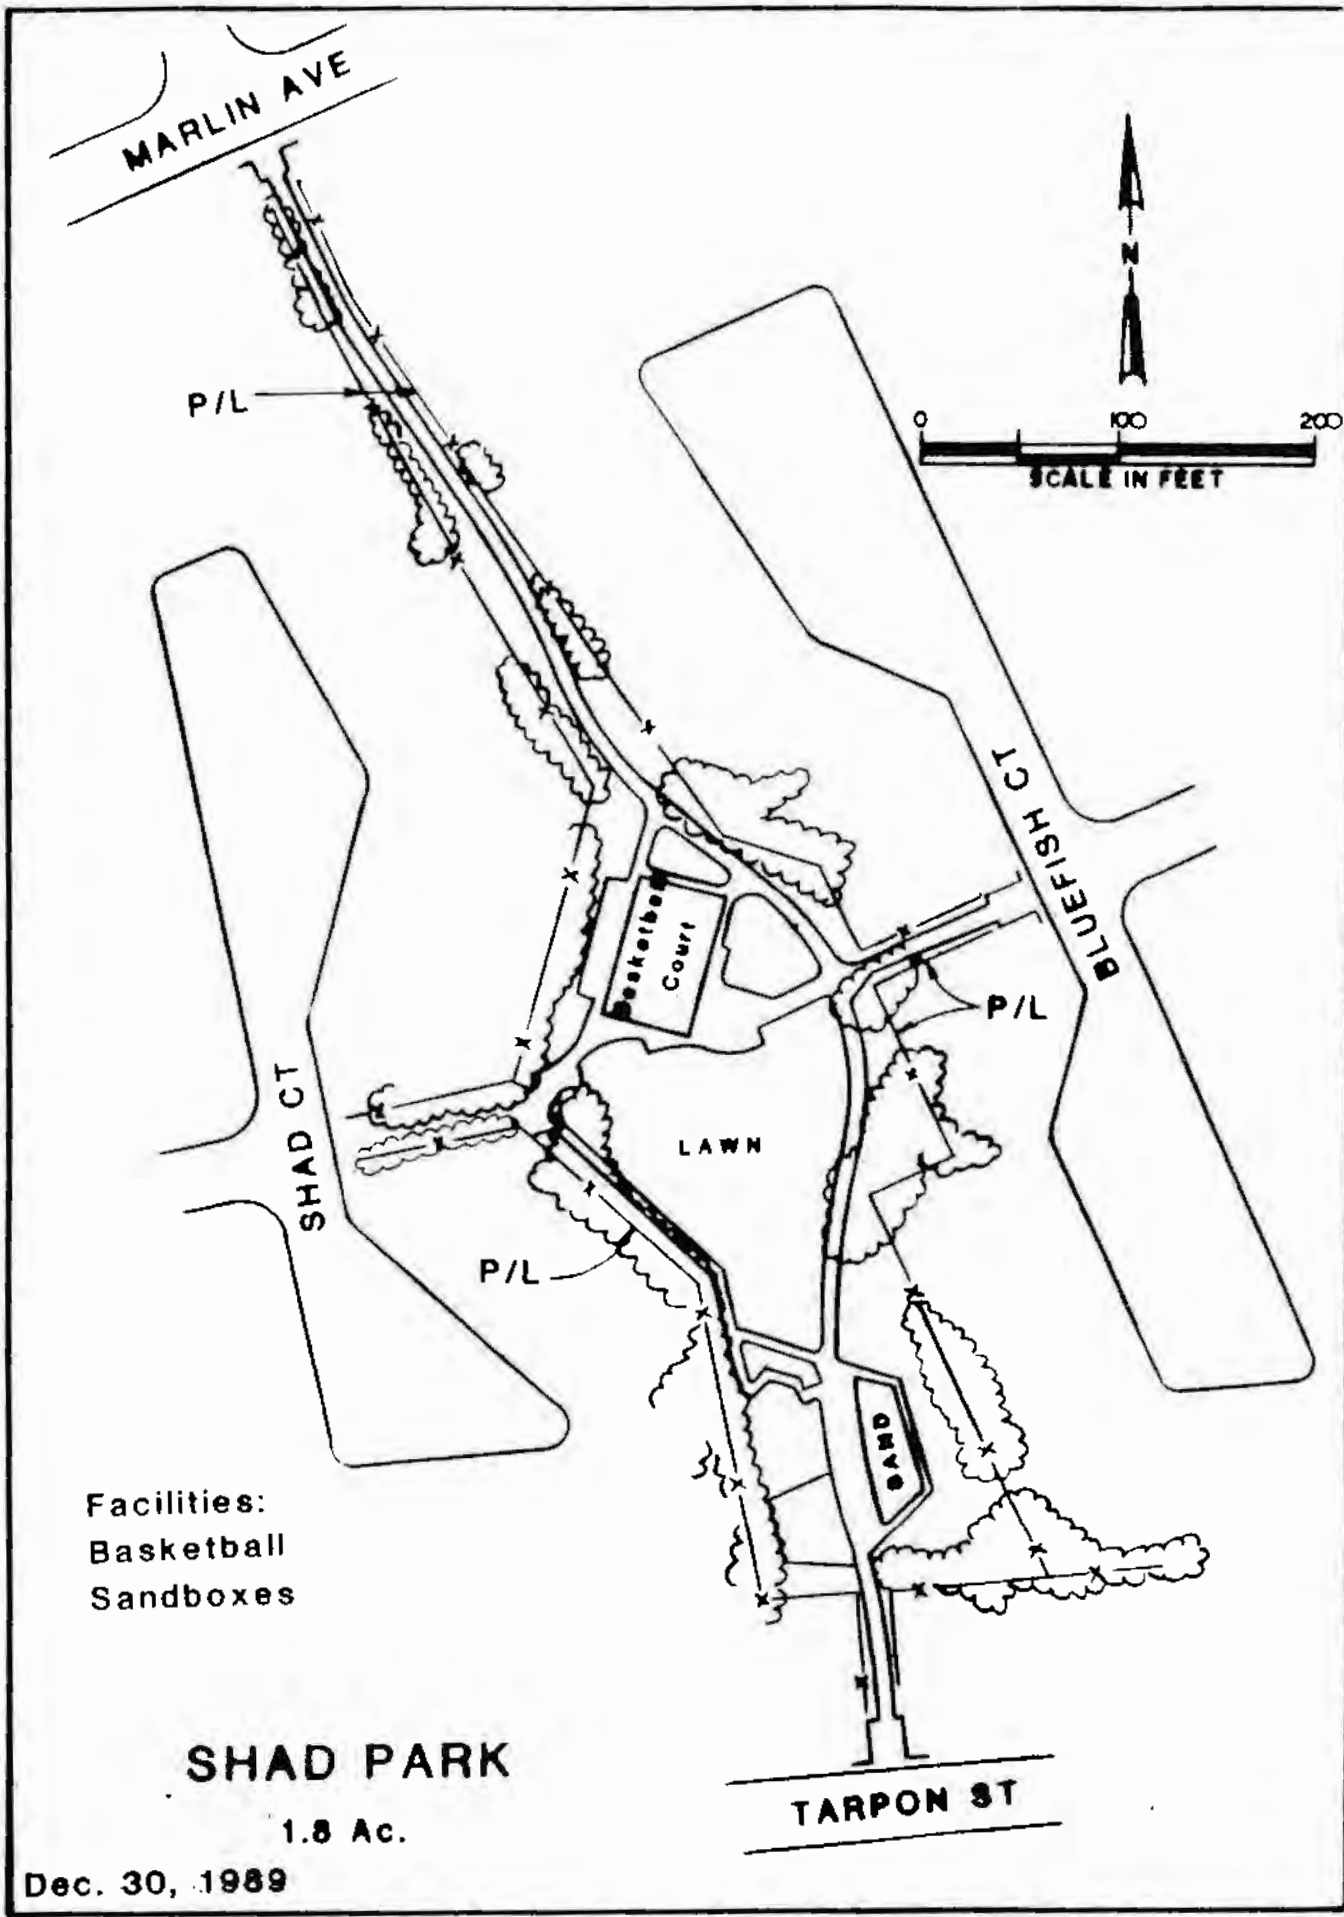 MARLIN AVE
N
0 100 200
SCALE IN FEET
P/L
BLUEFISH CT
Basketball
Court
P/L
SHAD CT
LAWN
P/L
SAND
Facilities:
Basketball
Sandboxes
SHAD PARK
1.8 Ac.
TARPON ST
Dec. 30, 1989